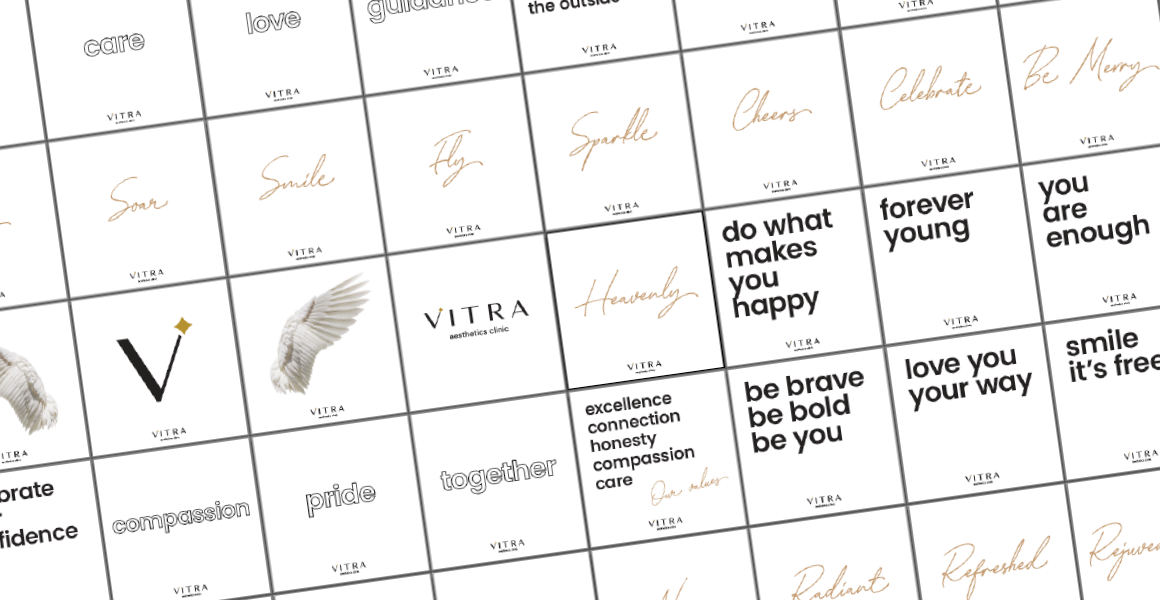 care
VITRA
love
VITRA
guidance
VITRA
the outside
VITRA
VITRA
VITRA
Soar
VITRA
Smile
VITRA
Fly
VITRA
Sparkle
VITRA
Cheers
VITRA
Celebrate
VITRA
Be Merry
VITRA
VITRA
VITRA
VITRA
aesthetics clinic
Heavenly
VITRA
do what
makes
you
happy
VITRA
forever
young
VITRA
you
are
enough
VITRA
compassion
VITRA
pride
VITRA
together
VITRA
excellence
connection
honesty
compassion
care
Our values
VITRA
be brave
be bold
be you
VITRA
love you
your way
VITRA
smile
it's free
VITRA
Radiant
Refreshed